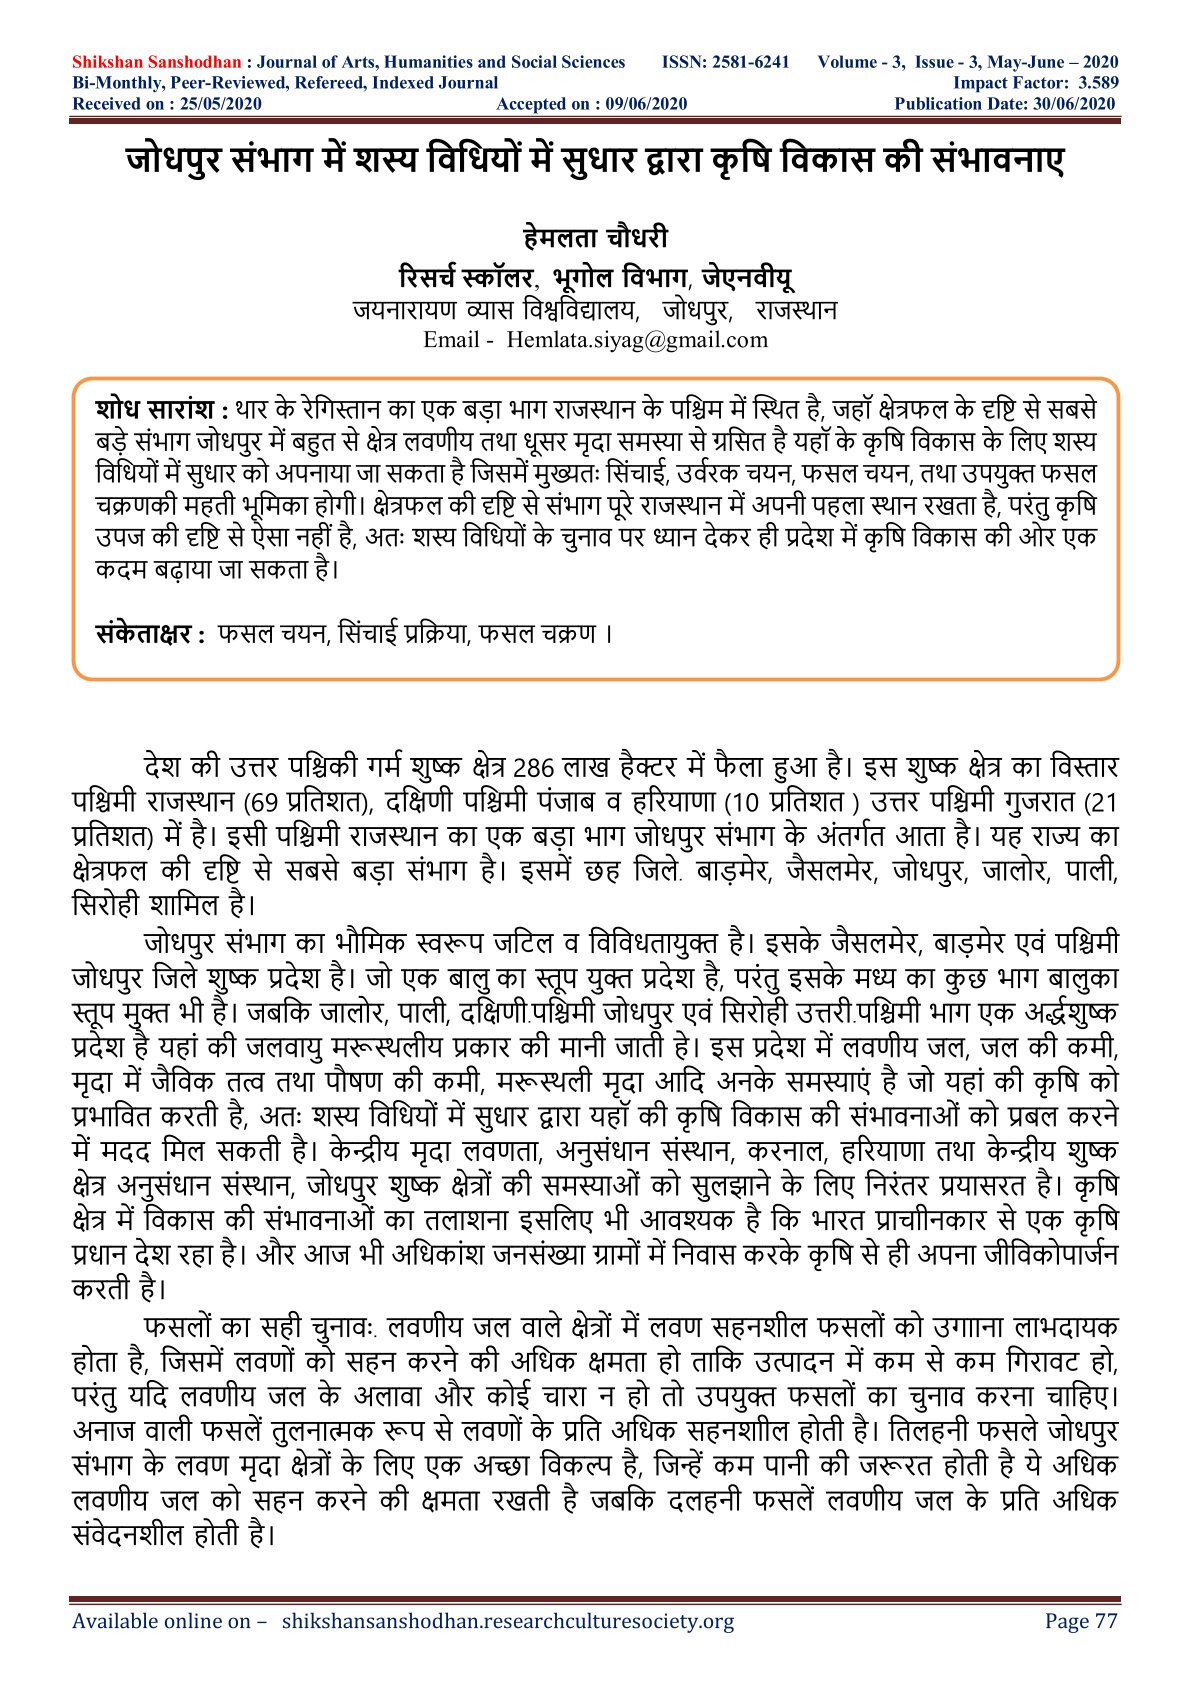 Shikshan Sanshodhan : Journal of Arts, Humanities and Social Sciences ISSN: 2581-6241 Volume - 3, Issue - 3, May-June – 2020
Bi-Monthly, Peer-Reviewed, Refereed, Indexed Journal Impact Factor: 3.589
Received on : 25/05/2020 Accepted on : 09/06/2020 Publication Date: 30/06/2020
जोधपुर संभाग में शस्य विधियों में सुधार द्वारा कृषि विकास की संभावनाए
हेमलता चौधरी
रिसर्च स्कॉलर, भूगोल विभाग, जेएनवीयू
जयनारायण व्यास विश्वविद्यालय, जोधपुर, राजस्थान
Email - Hemlata.siyag@gmail.com
शोध सारांश : थार के रेगिस्तान का एक बड़ा भाग राजस्थान के पश्चिम में स्थित है, जहाॅ क्षेत्रफल के दृष्टि से सबसे
बड़े संभाग जोधपुर में बहुत से क्षेत्र लवणीय तथा धूसर मृदा समस्या से ग्रसित है यहाॅ के कृषि विकास के लिए शस्य
विधियों में सुधार को अपनाया जा सकता है जिसमें मुख्यतः सिंचाई, उर्वरक चयन, फसल चयन, तथा उपयुक्त फसल
चक्रणकी महती भूमिका होगी। क्षेत्रफल की दृष्टि से संभाग पूरे राजस्थान में अपनी पहला स्थान रखता है, परंतु कृषि
उपज की दृष्टि से ऐसा नहीं है, अतः शस्य विधियों के चुनाव पर ध्यान देकर ही प्रदेश में कृषि विकास की ओर एक
कदम बढ़ाया जा सकता है।
संकेताक्षर : फसल चयन, सिंचाई प्रक्रिया, फसल चक्रण ।
देश की उत्तर पश्चिकी गर्म शुष्क क्षेत्र 286 लाख हैक्टर में फैला हुआ है। इस शुष्क क्षेत्र का विस्तार
पश्चिमी राजस्थान (69 प्रतिशत), दक्षिणी पश्चिमी पंजाब व हरियाणा (10 प्रतिशत ) उत्तर पश्चिमी गुजरात (21
प्रतिशत) में है। इसी पश्चिमी राजस्थान का एक बड़ा भाग जोधपुर संभाग के अंतर्गत आता है। यह राज्य का
क्षेत्रफल की दृष्टि से सबसे बड़ा संभाग है। इसमें छह जिले. बाड़मेर, जैसलमेर, जोधपुर, जालोर, पाली,
सिरोही शामिल है।
जोधपुर संभाग का भौमिक स्वरूप जटिल व विविधतायुक्त है। इसके जैसलमेर, बाड़मेर एवं पश्चिमी
जोधपुर जिले शुष्क प्रदेश है। जो एक बालु का स्तूप युक्त प्रदेश है, परंतु इसके मध्य का कुछ भाग बालुका
स्तूप मुक्त भी है। जबकि जालोर, पाली, दक्षिणी.पश्चिमी जोधपुर एवं सिरोही उत्तरी.पश्चिमी भाग एक अर्द्धशुष्क
प्रदेश है यहां की जलवायु मरूस्थलीय प्रकार की मानी जाती हे। इस प्रदेश में लवणीय जल, जल की कमी,
मृदा में जैविक तत्व तथा पौषण की कमी, मरूस्थली मृदा आदि अनके समस्याएं है जो यहां की कृषि को
प्रभावित करती है, अतः शस्य विधियों में सुधार द्वारा यहाॅ की कृषि विकास की संभावनाओं को प्रबल करने
में मदद मिल सकती है। केन्द्रीय मृदा लवणता, अनुसंधान संस्थान, करनाल, हरियाणा तथा केन्द्रीय शुष्क
क्षेत्र अनुसंधान संस्थान, जोधपुर शुष्क क्षेत्रों की समस्याओं को सुलझाने के लिए निरंतर प्रयासरत है। कृषि
क्षेत्र में विकास की संभावनाओं का तलाशना इसलिए भी आवश्यक है कि भारत प्राचाीनकार से एक कृषि
प्रधान देश रहा है। और आज भी अधिकांश जनसंख्या ग्रामों में निवास करके कृषि से ही अपना जीविकोपार्जन
करती है।
फसलों का सही चुनावः. लवणीय जल वाले क्षेत्रों में लवण सहनशील फसलों को उगााना लाभदायक
होता है, जिसमें लवणों को सहन करने की अधिक क्षमता हो ताकि उत्पादन में कम से कम गिरावट हो,
परंतु यदि लवणीय जल के अलावा और कोई चारा न हो तो उपयुक्त फसलों का चुनाव करना चाहिए।
अनाज वाली फसलें तुलनात्मक रूप से लवणों के प्रति अधिक सहनशाील होती है। तिलहनी फसले जोधपुर
संभाग के लवण मृदा क्षेत्रों के लिए एक अच्छा विकल्प है, जिन्हें कम पानी की जरूरत होती है ये अधिक
लवणीय जल को सहन करने की क्षमता रखती है जबकि दलहनी फसलें लवणीय जल के प्रति अधिक
संवेदनशील होती है।
Available online on – shikshansanshodhan.researchculturesociety.org Page 77